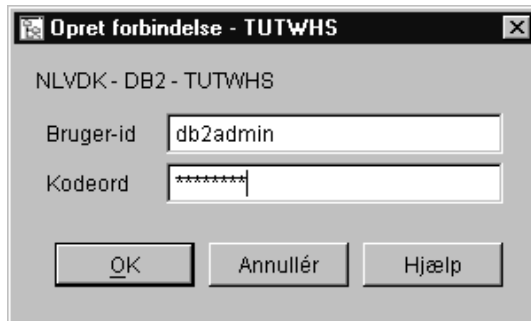 Opret forbindelse - TUTWHS
NLVDK - DB2 - TUTWHS
Bruger-id db2admin
Kodeord ********
OK Annullér Hjælp